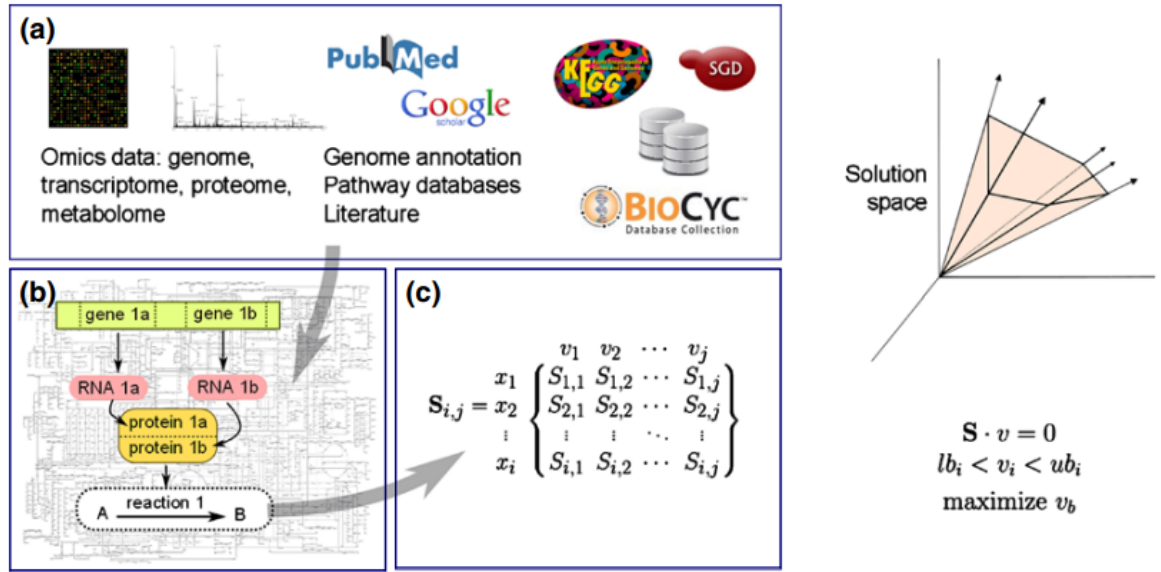 (a)
PubMed
Google
scholar
KEGG
SGD
BIOCYC™
Database Collection
Omics data: genome,
transcriptome, proteome,
metabolome
Genome annotation
Pathway databases
Literature
(b)
gene 1a gene 1b
RNA 1a RNA 1b
protein 1a
protein 1b
reaction 1
A B
(c)
v₁ v₂ ⋯ vⱼ
x₁ S₁,₁ S₁,₂ ⋯ S₁,ⱼ
Sᵢ,ⱼ = x₂ { S₂,₁ S₂,₂ ⋯ S₂,ⱼ }
⋮ ⋮ ⋮ ⋱ ⋮
xᵢ Sᵢ,₁ Sᵢ,₂ ⋯ Sᵢ,ⱼ
Solution
space
S · v = 0
lbᵢ < vᵢ < ubᵢ
maximize v_b